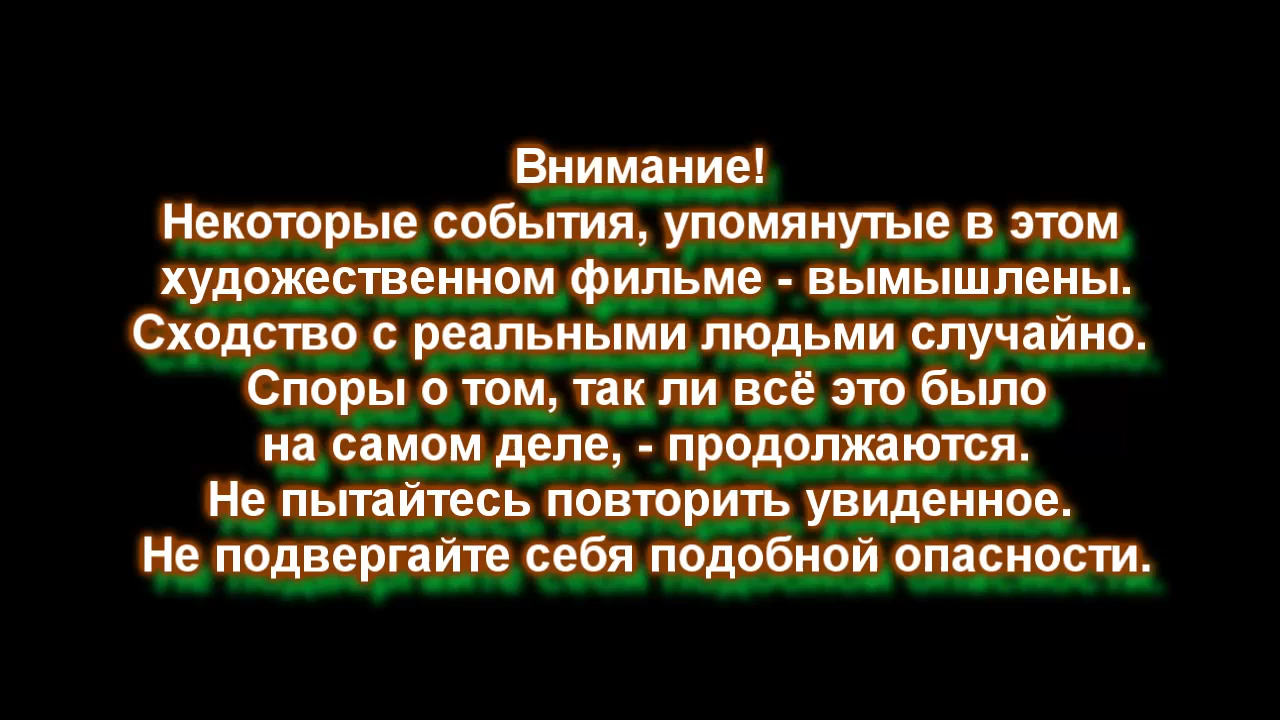 Внимание!
Некоторые события, упомянутые в этом
художественном фильме - вымышлены.
Сходство с реальными людьми случайно.
Споры о том, так ли всё это было
на самом деле, - продолжаются.
Не пытайтесь повторить увиденное.
Не подвергайте себя подобной опасности.